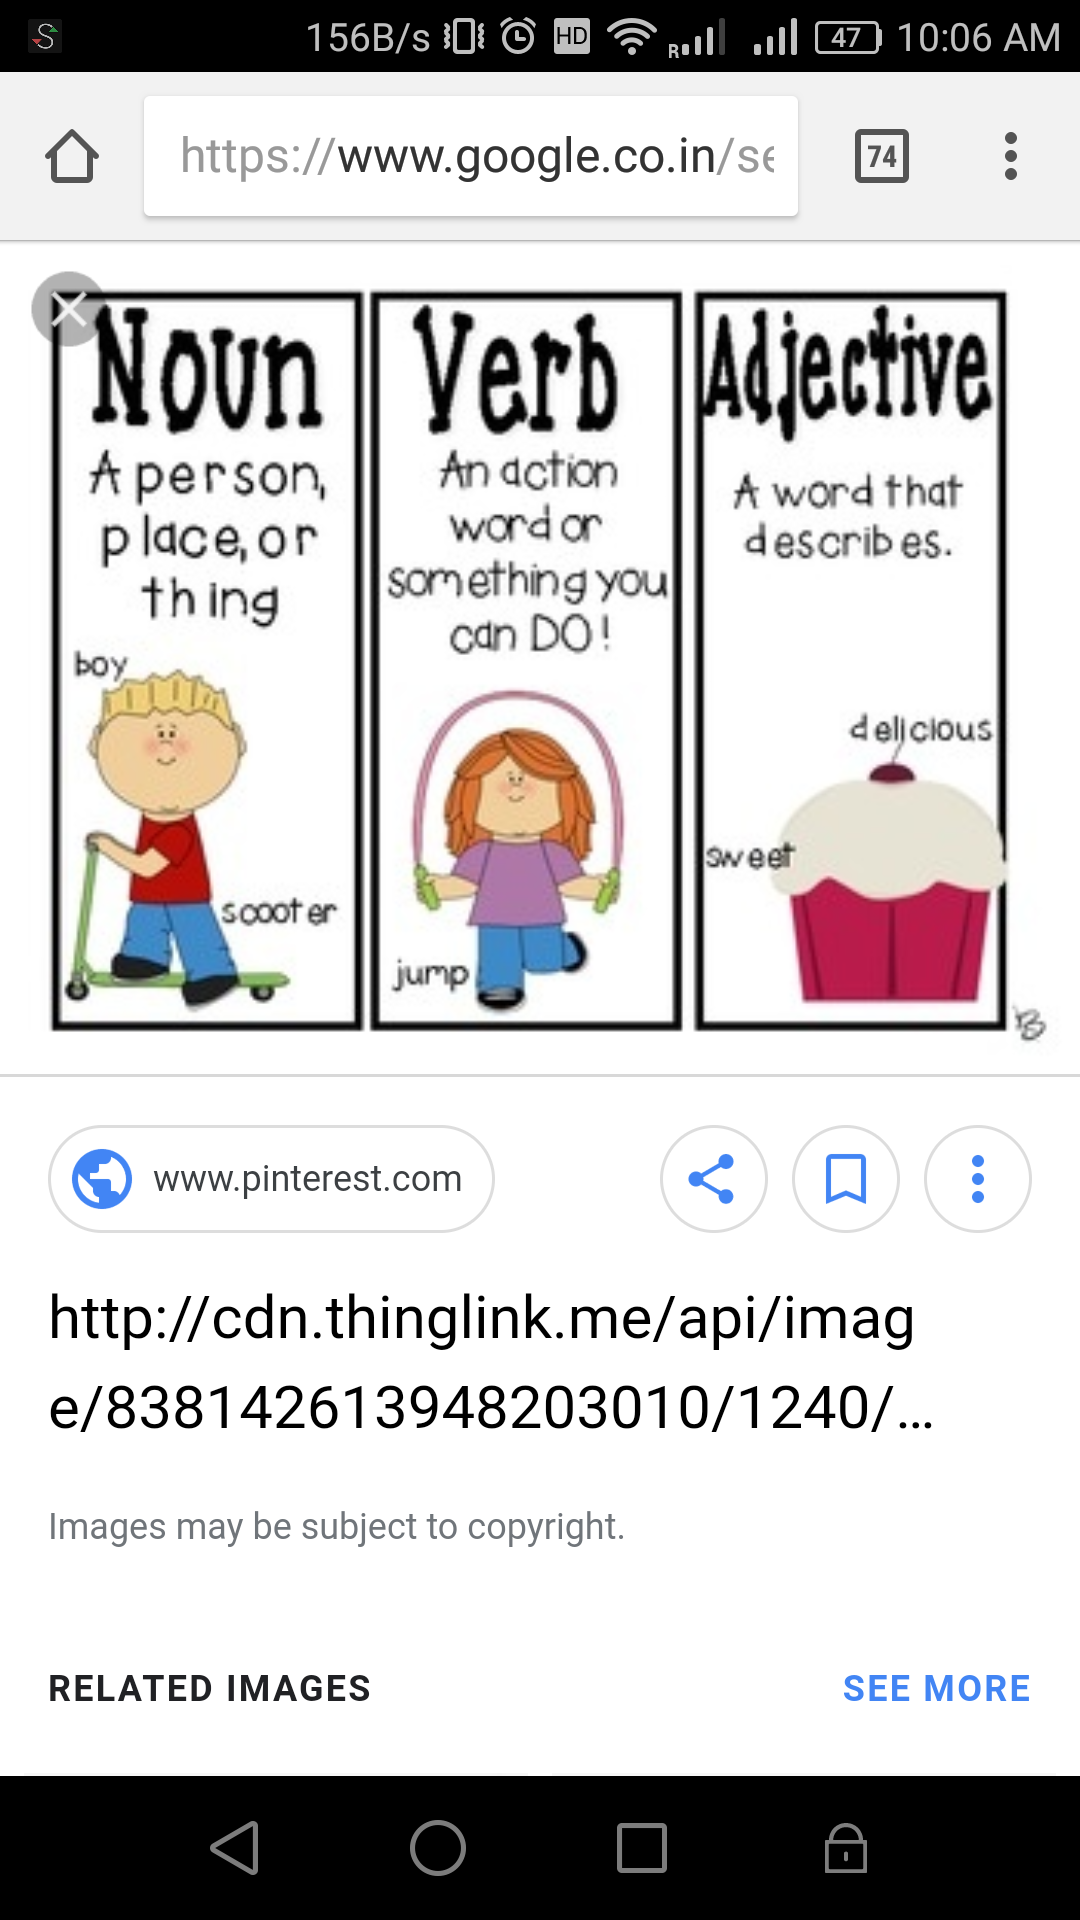 156B/s HD R 47 10:06 AM
https://www.google.co.in/se
74
Noun
A person,
place, or
thing
boy
scooter
Verb
An action
word or
something you
can DO!
jump
Adjective
A word that
describes.
delicious
sweet
www.pinterest.com
http://cdn.thinglink.me/api/imag
e/838142613948203010/1240/...
Images may be subject to copyright.
RELATED IMAGES
SEE MORE